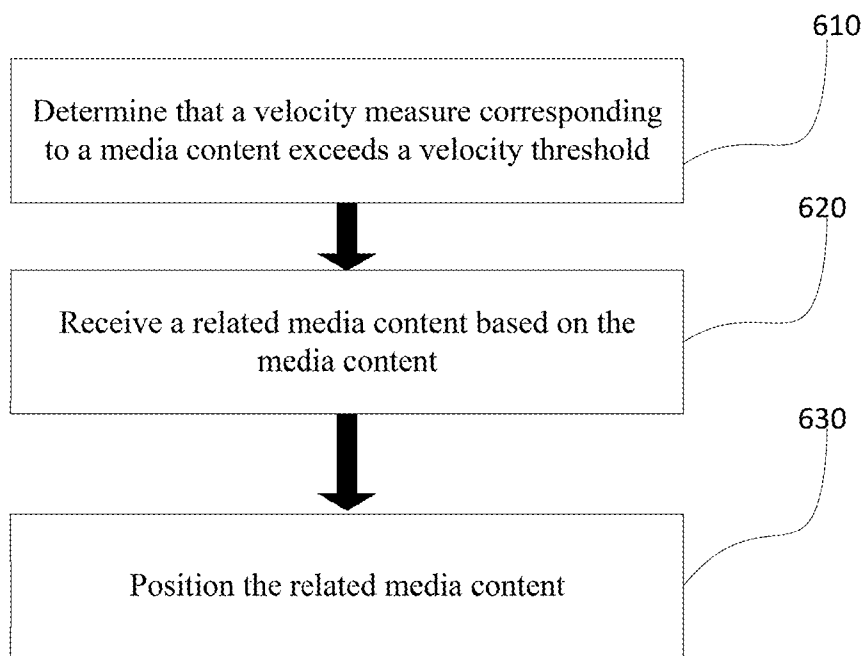 610
Determine that a velocity measure corresponding
to a media content exceeds a velocity threshold
620
Receive a related media content based on the
media content
630
Position the related media content